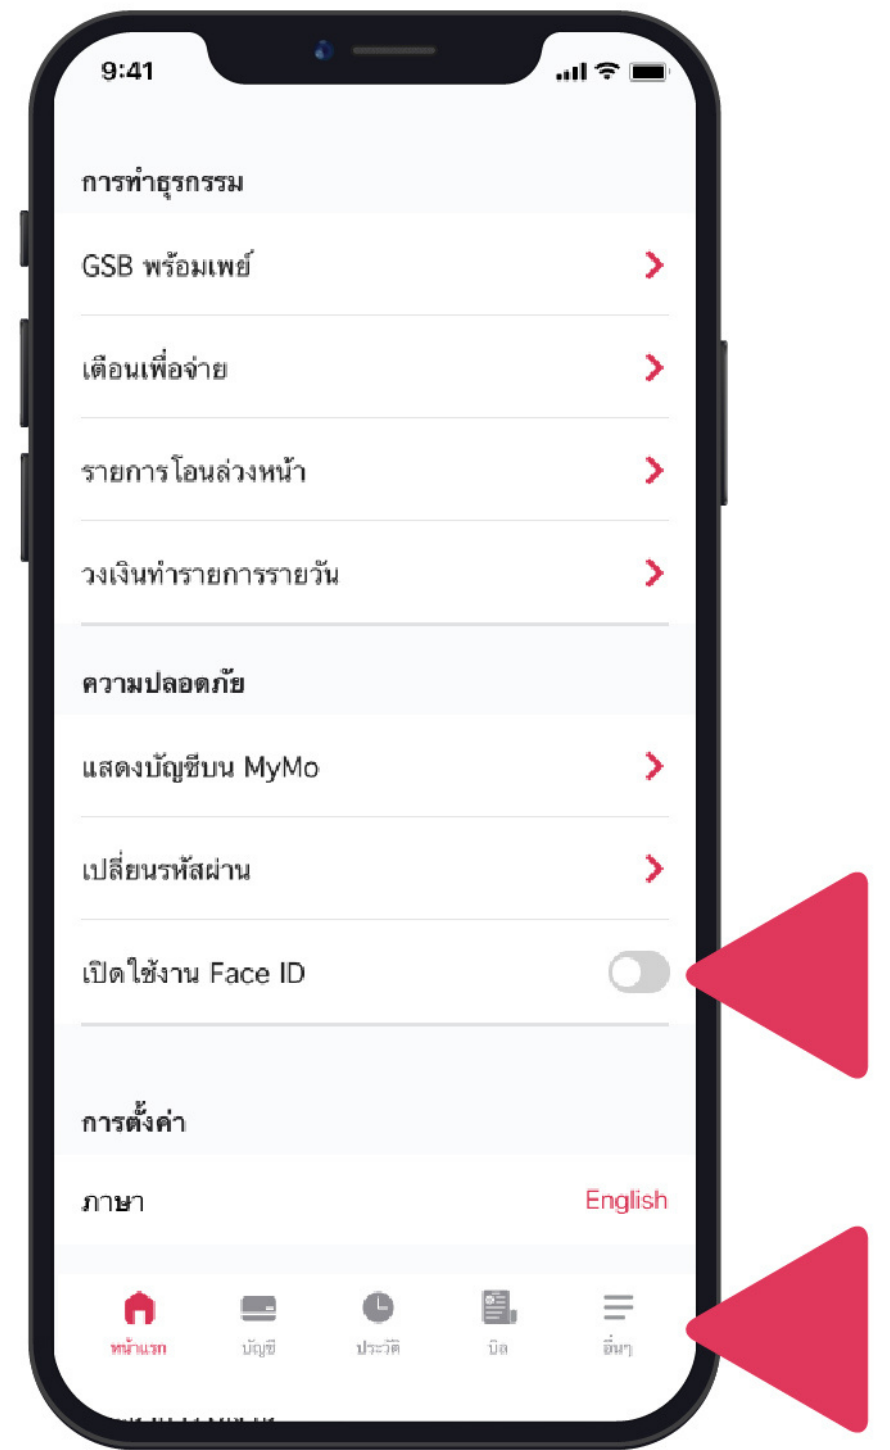 9:41
การทำธุรกรรม
GSB พร้อมเพย์
เตือนเพื่อจ่าย
รายการโอนล่วงหน้า
วงเงินทำรายการรายวัน
ความปลอดภัย
แสดงบัญชีบน MyMo
เปลี่ยนรหัสผ่าน
เปิดใช้งาน Face ID
การตั้งค่า
ภาษา English
หน้าแรก บัญชี ประวัติ บิล อื่นๆ